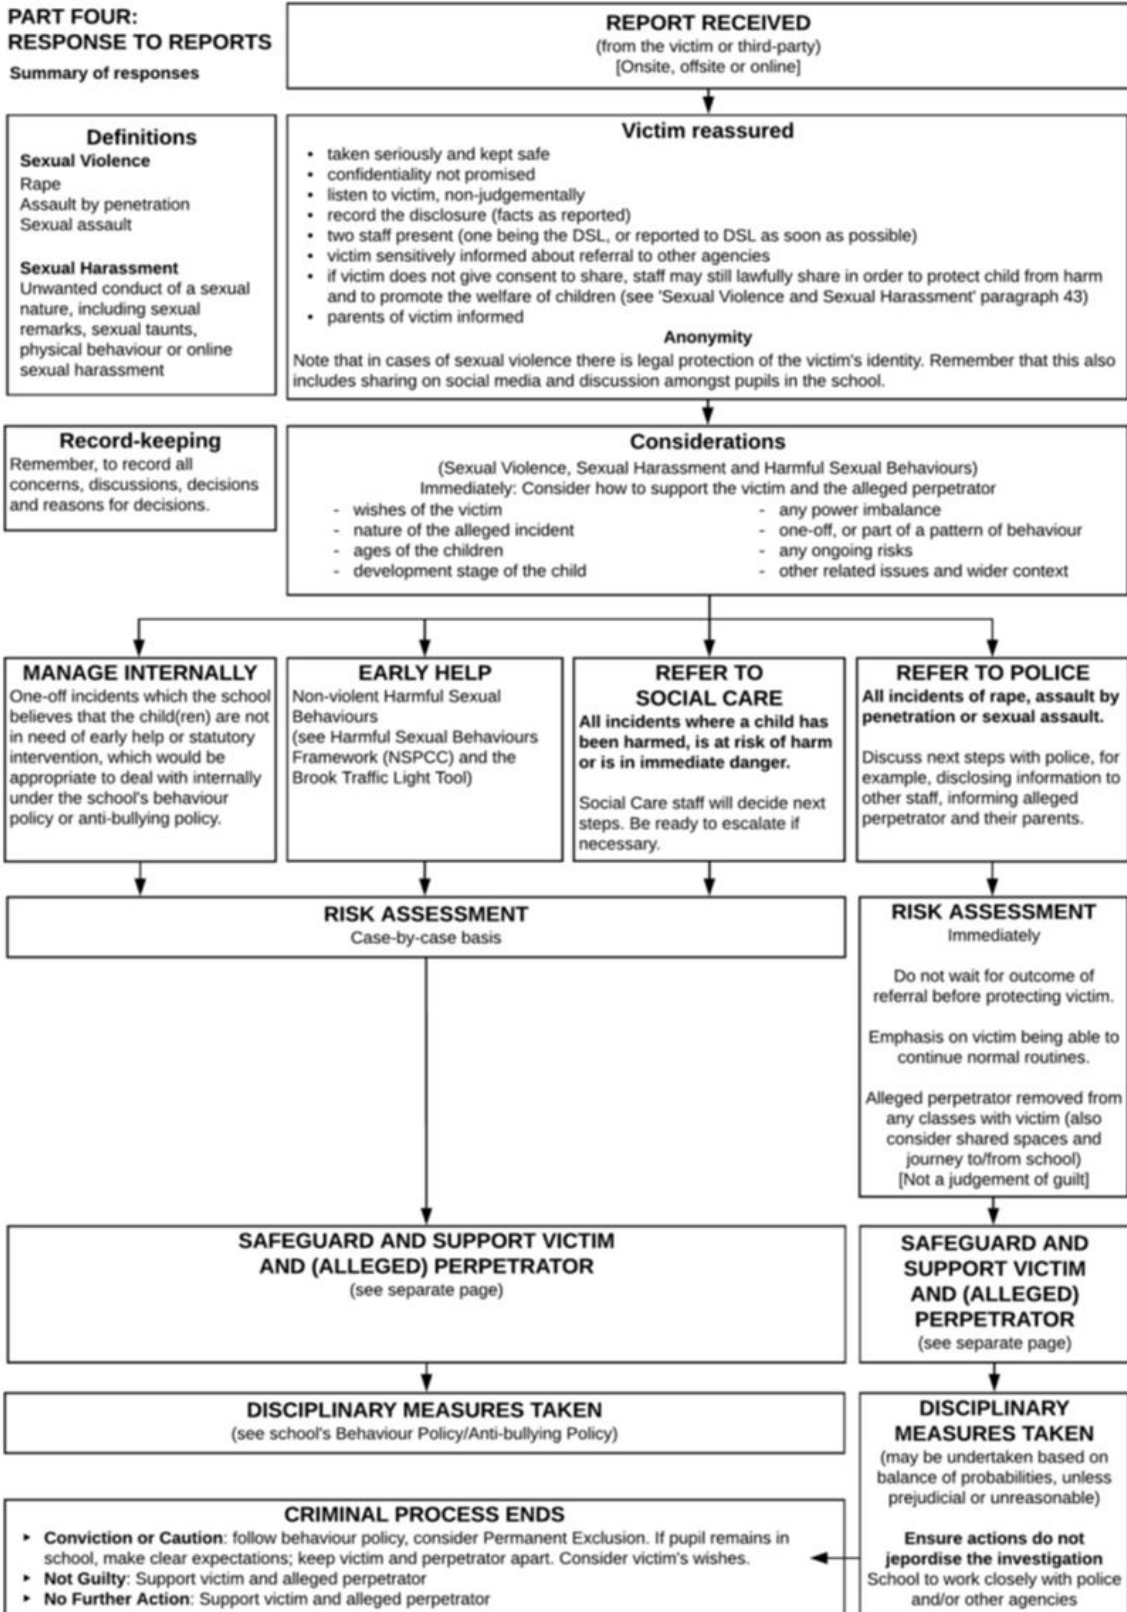 PART FOUR:
RESPONSE TO REPORTS
Summary of responses
REPORT RECEIVED
(from the victim or third-party)
[Onsite, offsite or online]
Definitions
Sexual Violence
Rape
Assault by penetration
Sexual assault
Sexual Harassment
Unwanted conduct of a sexual
nature, including sexual
remarks, sexual taunts,
physical behaviour or online
sexual harassment
Victim reassured
• taken seriously and kept safe
• confidentiality not promised
• listen to victim, non-judgementally
• record the disclosure (facts as reported)
• two staff present (one being the DSL, or reported to DSL as soon as possible)
• victim sensitively informed about referral to other agencies
• if victim does not give consent to share, staff may still lawfully share in order to protect child from harm
and to promote the welfare of children (see 'Sexual Violence and Sexual Harassment' paragraph 43)
• parents of victim informed
Anonymity
Note that in cases of sexual violence there is legal protection of the victim's identity. Remember that this also
includes sharing on social media and discussion amongst pupils in the school.
Record-keeping
Remember, to record all
concerns, discussions, decisions
and reasons for decisions.
Considerations
(Sexual Violence, Sexual Harassment and Harmful Sexual Behaviours)
Immediately: Consider how to support the victim and the alleged perpetrator
- wishes of the victim
- nature of the alleged incident
- ages of the children
- development stage of the child
- any power imbalance
- one-off, or part of a pattern of behaviour
- any ongoing risks
- other related issues and wider context
MANAGE INTERNALLY
One-off incidents which the school
believes that the child(ren) are not
in need of early help or statutory
intervention, which would be
appropriate to deal with internally
under the school's behaviour
policy or anti-bullying policy.
EARLY HELP
Non-violent Harmful Sexual
Behaviours
(see Harmful Sexual Behaviours
Framework (NSPCC) and the
Brook Traffic Light Tool)
REFER TO
SOCIAL CARE
All incidents where a child has
been harmed, is at risk of harm
or is in immediate danger.
Social Care staff will decide next
steps. Be ready to escalate if
necessary.
REFER TO POLICE
All incidents of rape, assault by
penetration or sexual assault.
Discuss next steps with police, for
example, disclosing information to
other staff, informing alleged
perpetrator and their parents.
RISK ASSESSMENT
Case-by-case basis
RISK ASSESSMENT
Immediately
Do not wait for outcome of
referral before protecting victim.
Emphasis on victim being able to
continue normal routines.
Alleged perpetrator removed from
any classes with victim (also
consider shared spaces and
journey to/from school)
[Not a judgement of guilt]
SAFEGUARD AND SUPPORT VICTIM
AND (ALLEGED) PERPETRATOR
(see separate page)
SAFEGUARD AND
SUPPORT VICTIM
AND (ALLEGED)
PERPETRATOR
(see separate page)
DISCIPLINARY MEASURES TAKEN
(see school's Behaviour Policy/Anti-bullying Policy)
DISCIPLINARY
MEASURES TAKEN
(may be undertaken based on
balance of probabilities, unless
prejudicial or unreasonable)
Ensure actions do not
jepordise the investigation
School to work closely with police
and/or other agencies
CRIMINAL PROCESS ENDS
‣ Conviction or Caution: follow behaviour policy, consider Permanent Exclusion. If pupil remains in
school, make clear expectations; keep victim and perpetrator apart. Consider victim's wishes.
‣ Not Guilty: Support victim and alleged perpetrator
‣ No Further Action: Support victim and alleged perpetrator